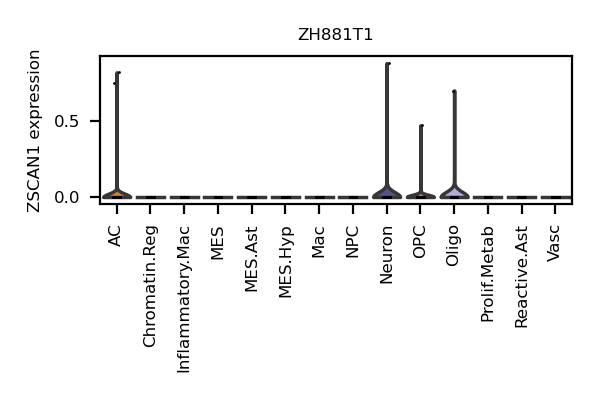 ZH881T1
ZSCAN1 expression
0.5
0.0
AC
Chromatin.Reg
Inflammatory.Mac
MES
MES.Ast
MES.Hyp
Mac
NPC
Neuron
OPC
Oligo
Prolif.Metab
Reactive.Ast
Vasc